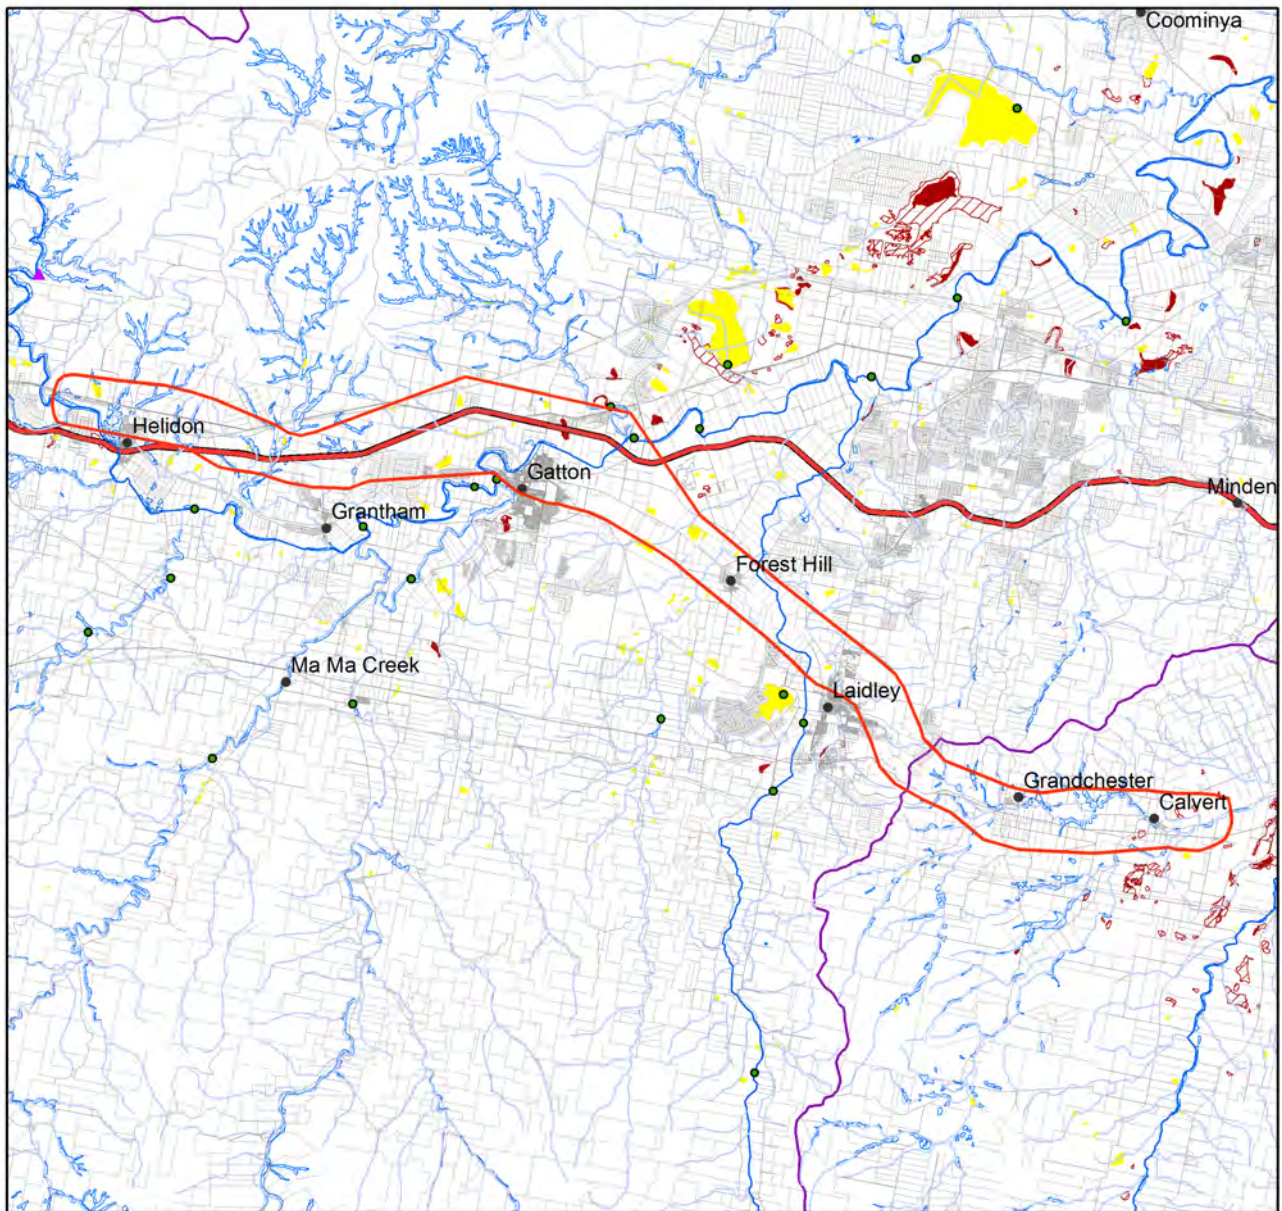 Coominya
Helidon
Gatton
Minden
Grantham
Forest Hill
Ma Ma Creek
Laidley
Grandchester
Calvert